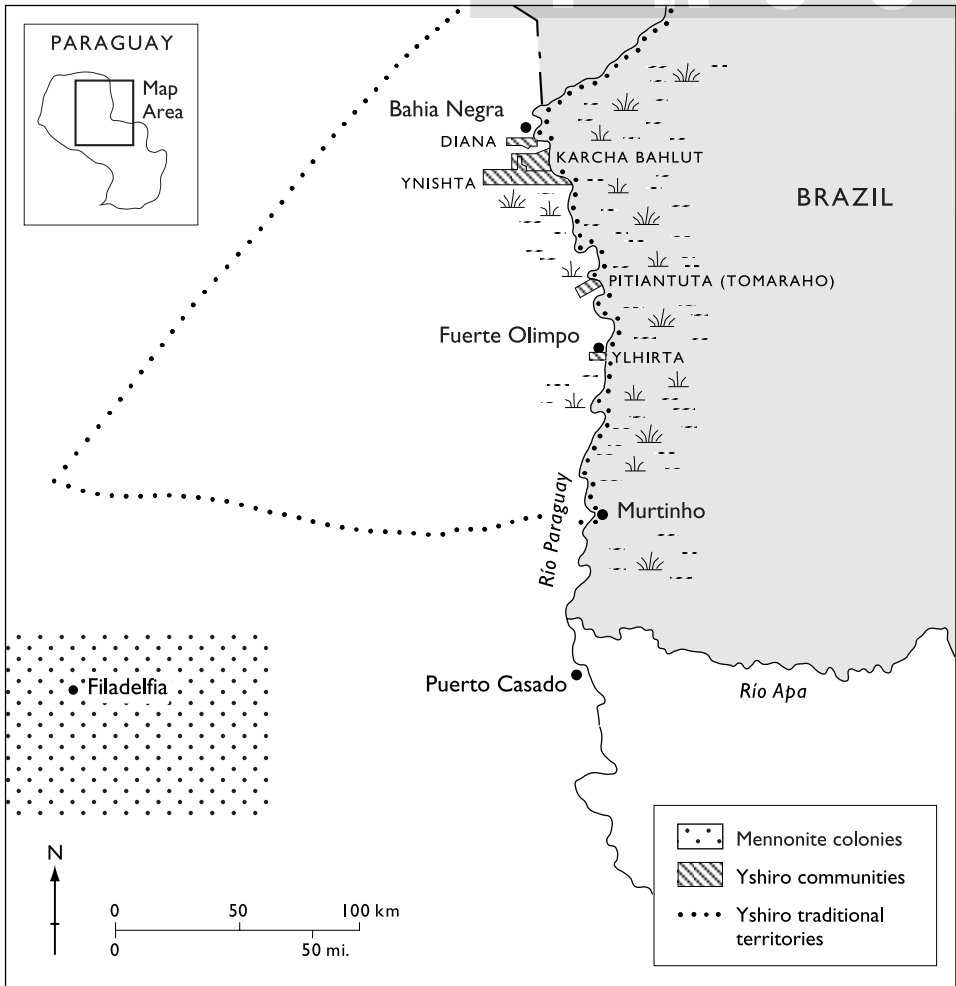 PARAGUAY
Map
Area
Bahia Negra
DIANA
KARCHA BAHLUT
YNISHTA
BRAZIL
PITIANTUTA (TOMARAHO)
Fuerte Olimpo
YLHIRTA
Río Paraguay
Murtinho
Filadelfia
Puerto Casado
Río Apa
N
0 50 100 km
0 50 mi.
Mennonite colonies
Yshiro communities
Yshiro traditional
territories